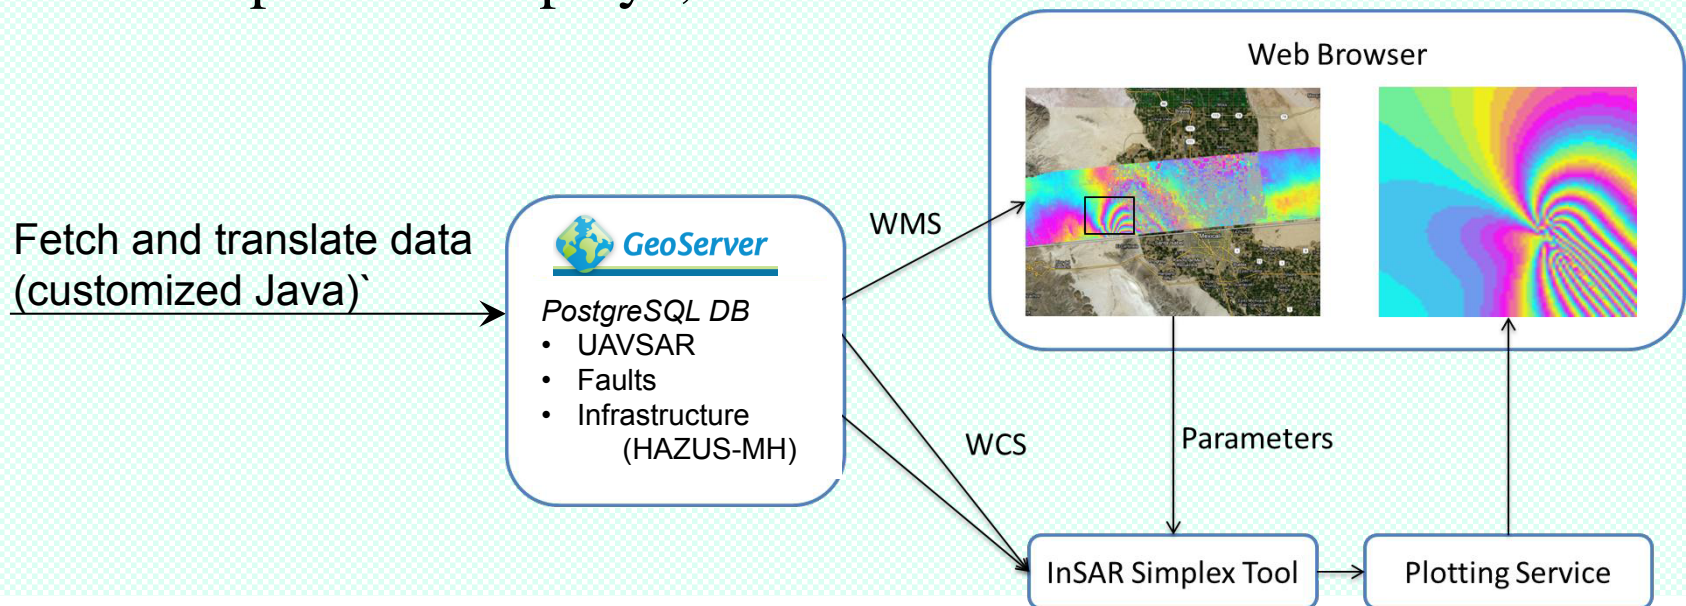 Web Browser
Fetch and translate data
(customized Java)`
GeoServer
PostgreSQL DB
• UAVSAR
• Faults
• Infrastructure
(HAZUS-MH)
WMS
WCS
Parameters
InSAR Simplex Tool
Plotting Service